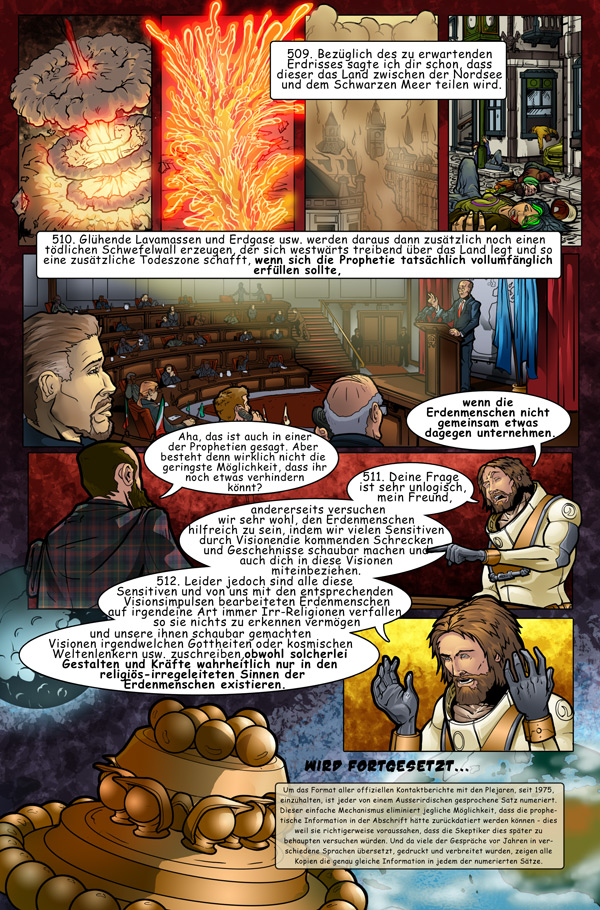 509. Bezüglich des zu erwartenden
Erdrisses sagte ich dir schon, dass
dieser das Land zwischen der Nordsee
und dem Schwarzen Meer teilen wird.
510. Glühende Lavamassen und Erdgase usw. werden daraus dann zusätzlich noch einen
tödlichen Schwefelwall erzeugen, der sich westwärts treibend über das Land legt und so
eine zusätzliche Todeszone schafft, wenn sich die Prophetie tatsächlich vollumfänglich
erfüllen sollte,
wenn die
Erdenmenschen nicht
gemeinsam etwas
dagegen unternehmen.
Aha, das ist auch in einer
der Prophetien gesagt. Aber
besteht denn wirklich nicht die
geringste Möglichkeit, dass ihr
noch etwas verhindern
könnt?
511. Deine Frage
ist sehr unlogisch,
mein Freund,
andererseits versuchen
wir sehr wohl, den Erdenmenschen
hilfreich zu sein, indem wir vielen Sensitiven
durch Visionendie kommenden Schrecken
und Geschehnisse schaubar machen und
auch dich in diese Visionen
miteinbeziehen.
512. Leider jedoch sind alle diese
Sensitiven und von uns mit den entsprechenden
Visionsimpulsen bearbeiteten Erdenmenschen
auf irgendeine Art immer Irr-Religionen verfallen,
so sie nichts zu erkennen vermögen
und unsere ihnen schaubar gemachten
Visionen irgendwelchen Gottheiten oder kosmischen
Weltenlenkern usw. zuschreiben,obwohl solcherlei
Gestalten und Kräfte wahrheitlich nur in den
religiös-irregeleiteten Sinnen der
Erdenmenschen existieren.
WIRD FORTGESETZT...
Um das Format aller offiziellen Kontaktberichte mit den Plejaren, seit 1975,
einzuhalten, ist jeder von einem Ausserirdischen gesprochene Satz numeriert.
Dieser einfache Mechanismus eliminiert jegliche Möglichkeit, dass die prophe-
tische Information in der Abschrift hätte zurückdatiert werden können - dies
weil sie richtigerweise voraussahen, dass die Skeptiker dies später zu
behaupten versuchen würden. Und da viele der Gespräche vor Jahren in ver-
schiedene Sprachen übersetzt, gedruckt und verbreitet wurden, zeigen alle
Kopien die genau gleiche Information in jedem der numerierten Sätze.